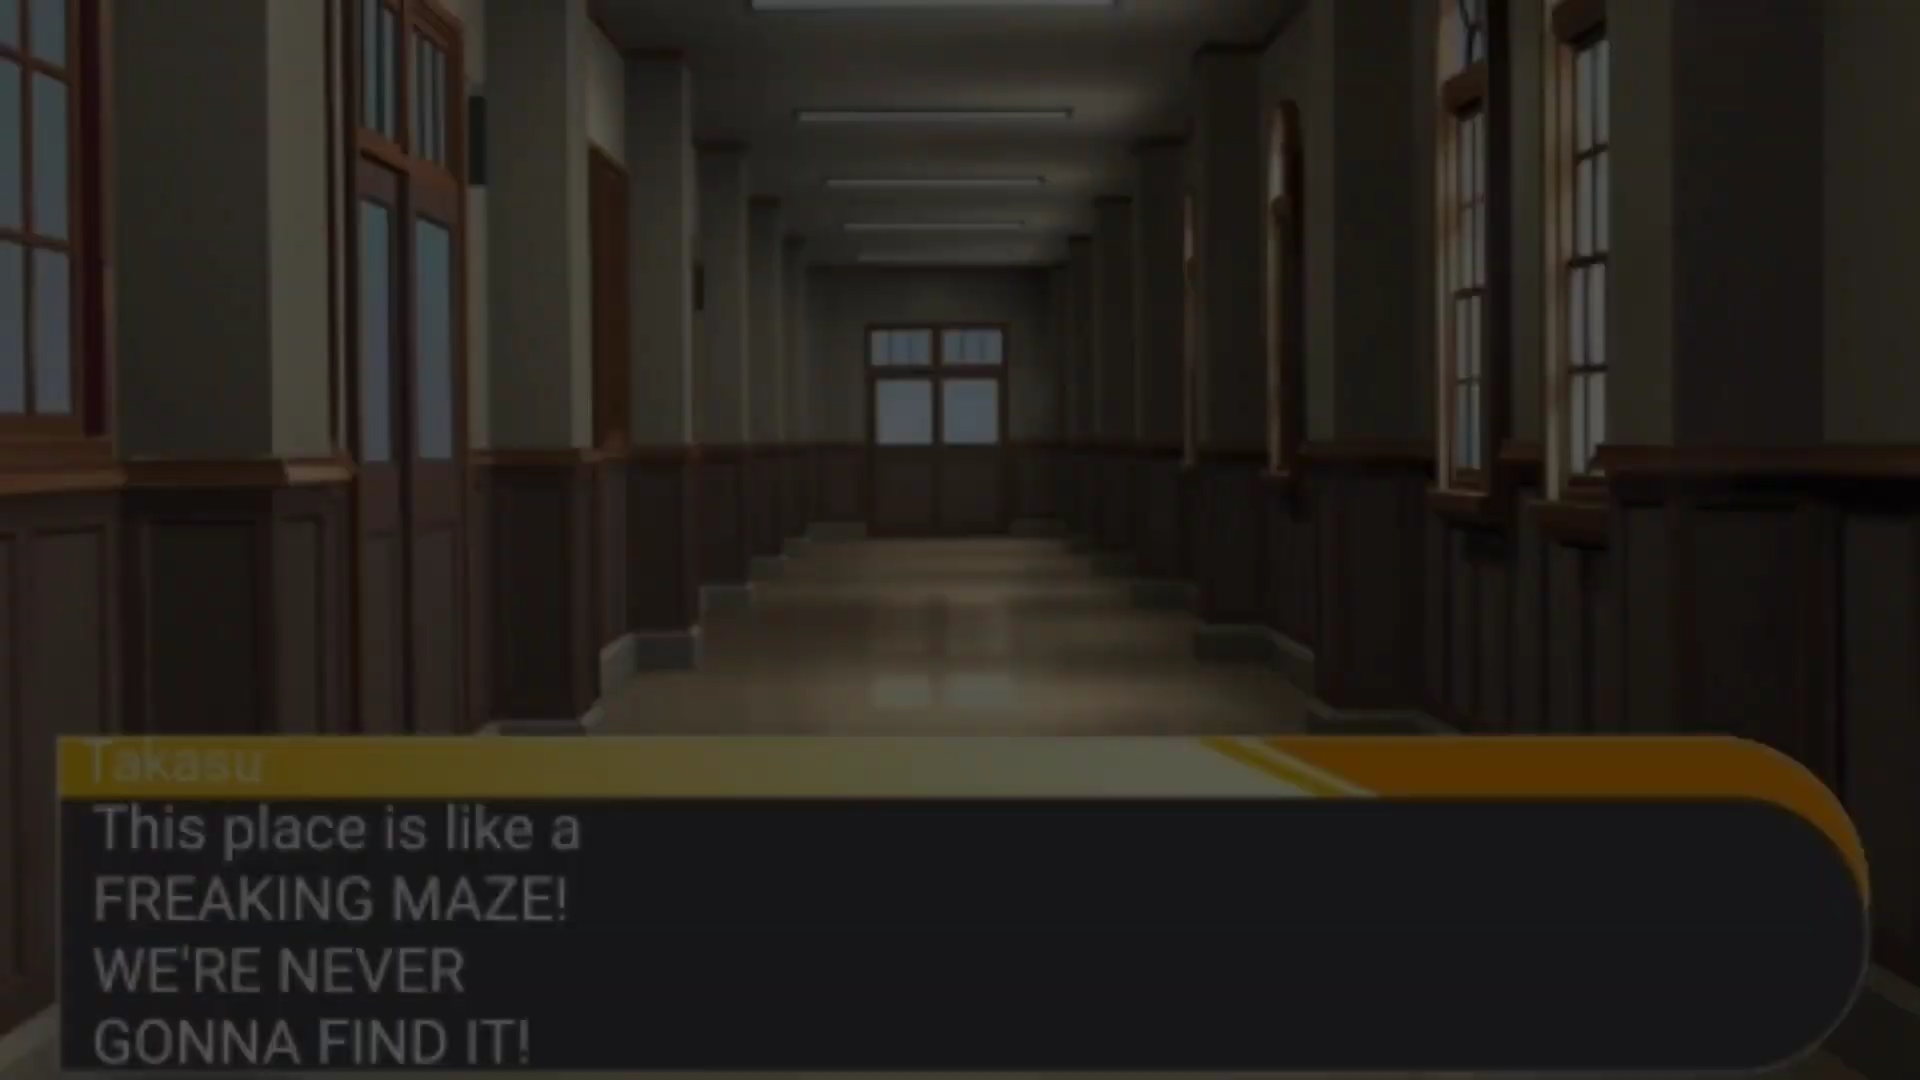 Takasu
This place is like a
FREAKING MAZE!
WE'RE NEVER
GONNA FIND IT!